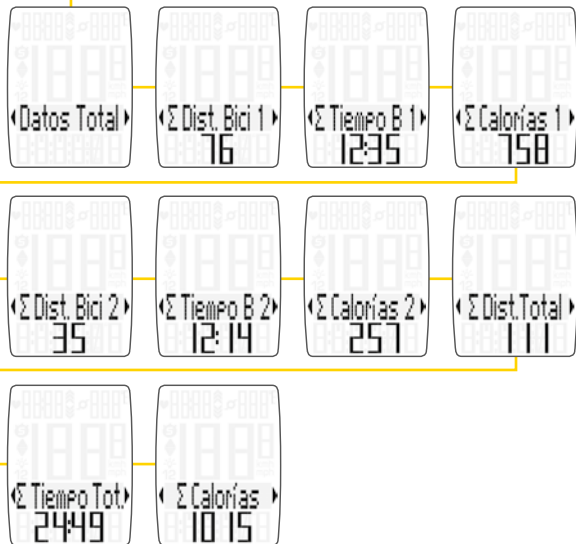 Datos Total
Σ Dist. Bici 1
76
Σ Tiempo B 1
12:35
Σ Calorías 1
758
Σ Dist. Bici 2
35
Σ Tiempo B 2
12:14
Σ Calorías 2
257
Σ Dist.Total
111
Σ Tiempo Tot.
24:49
Σ Calorías
1015